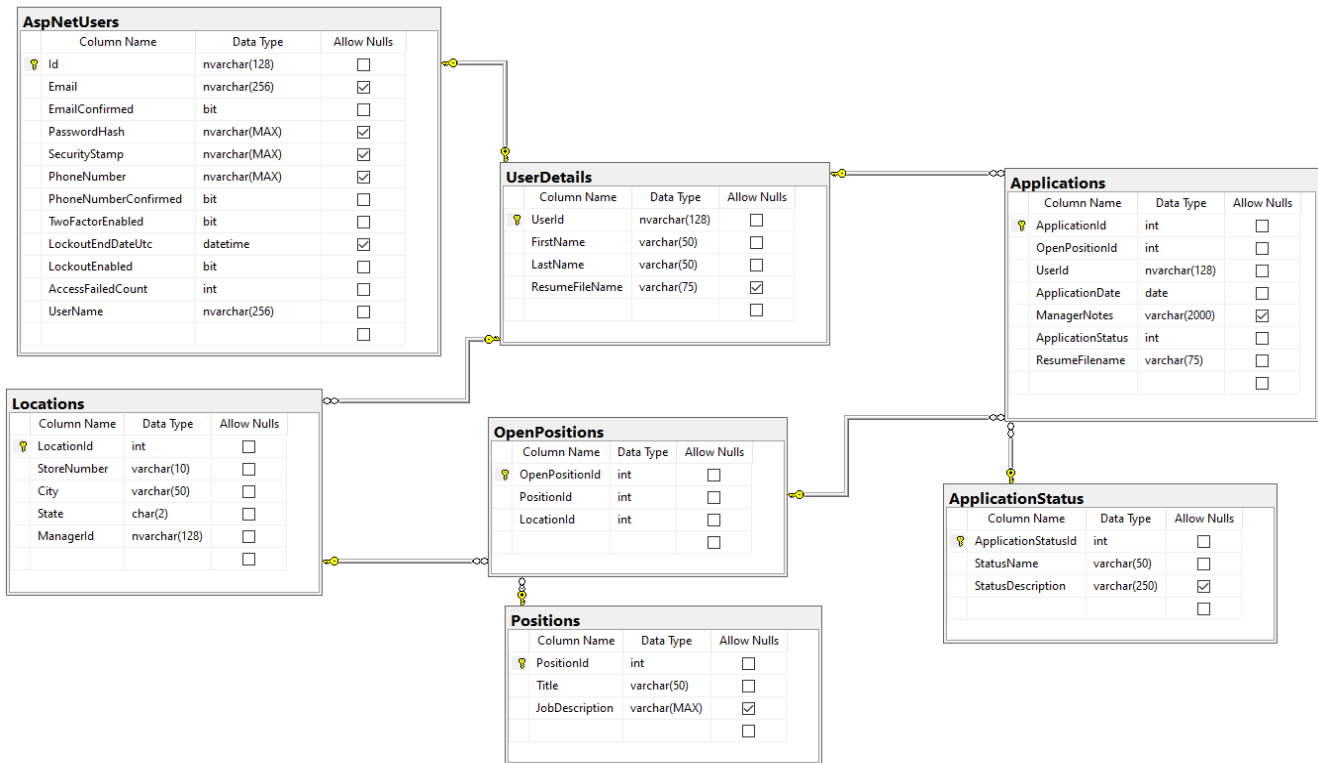 AspNetUsers
Column Name Data Type Allow Nulls
Id nvarchar(128)
Email nvarchar(256)
EmailConfirmed bit
PasswordHash nvarchar(MAX)
SecurityStamp nvarchar(MAX)
PhoneNumber nvarchar(MAX)
PhoneNumberConfirmed bit
TwoFactorEnabled bit
LockoutEndDateUtc datetime
LockoutEnabled bit
AccessFailedCount int
UserName nvarchar(256)
UserDetails
Column Name Data Type Allow Nulls
UserId nvarchar(128)
FirstName varchar(50)
LastName varchar(50)
ResumeFileName varchar(75)
Applications
Column Name Data Type Allow Nulls
ApplicationId int
OpenPositionId int
UserId nvarchar(128)
ApplicationDate date
ManagerNotes varchar(2000)
ApplicationStatus int
ResumeFilename varchar(75)
Locations
Column Name Data Type Allow Nulls
LocationId int
StoreNumber varchar(10)
City varchar(50)
State char(2)
ManagerId nvarchar(128)
OpenPositions
Column Name Data Type Allow Nulls
OpenPositionId int
PositionId int
LocationId int
ApplicationStatus
Column Name Data Type Allow Nulls
ApplicationStatusId int
StatusName varchar(50)
StatusDescription varchar(250)
Positions
Column Name Data Type Allow Nulls
PositionId int
Title varchar(50)
JobDescription varchar(MAX)